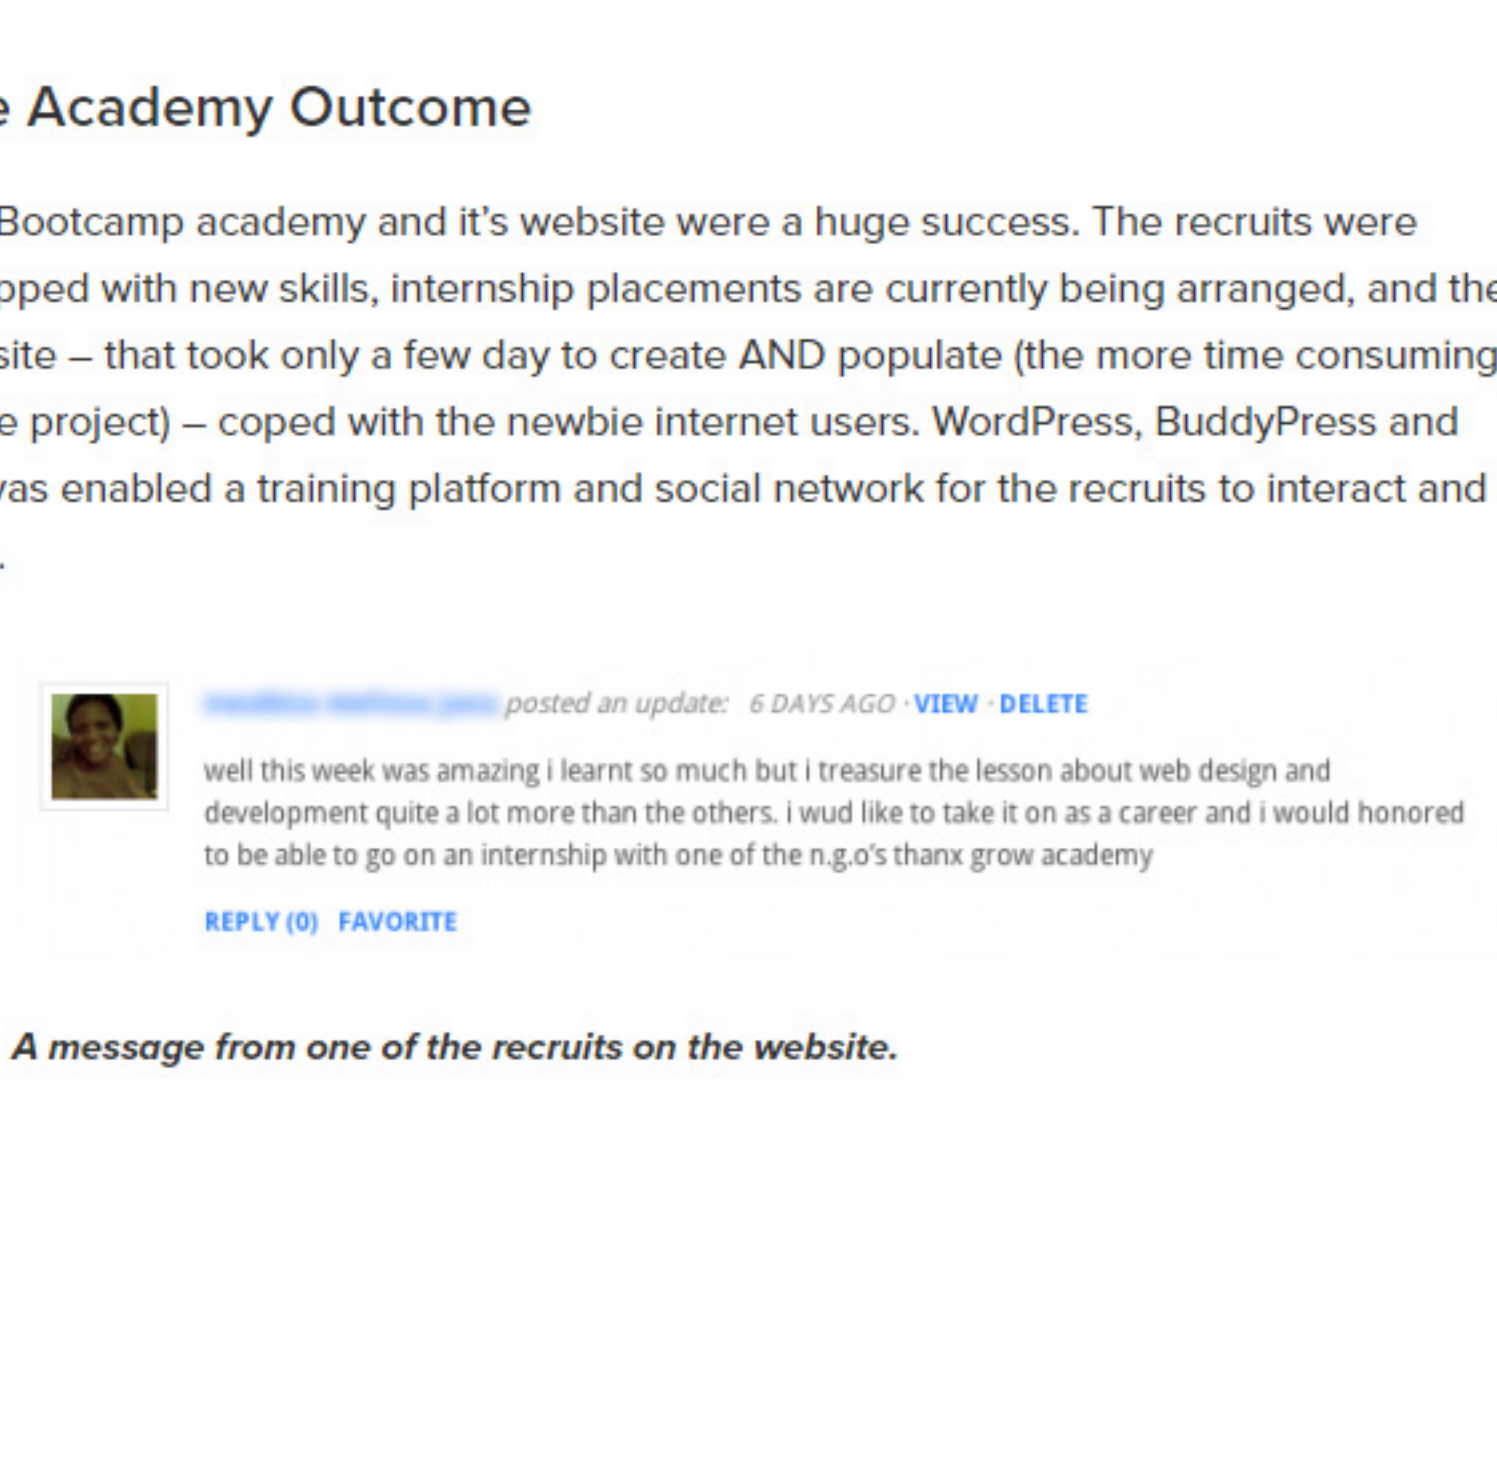 e Academy Outcome
Bootcamp academy and it's website were a huge success. The recruits were
pped with new skills, internship placements are currently being arranged, and the
site – that took only a few day to create AND populate (the more time consuming
e project) – coped with the newbie internet users. WordPress, BuddyPress and
vas enabled a training platform and social network for the recruits to interact and
.
posted an update: 6 DAYS AGO · VIEW · DELETE
well this week was amazing i learnt so much but i treasure the lesson about web design and
development quite a lot more than the others. i wud like to take it on as a career and i would honored
to be able to go on an internship with one of the n.g.o's thanx grow academy
REPLY (0) FAVORITE
A message from one of the recruits on the website.